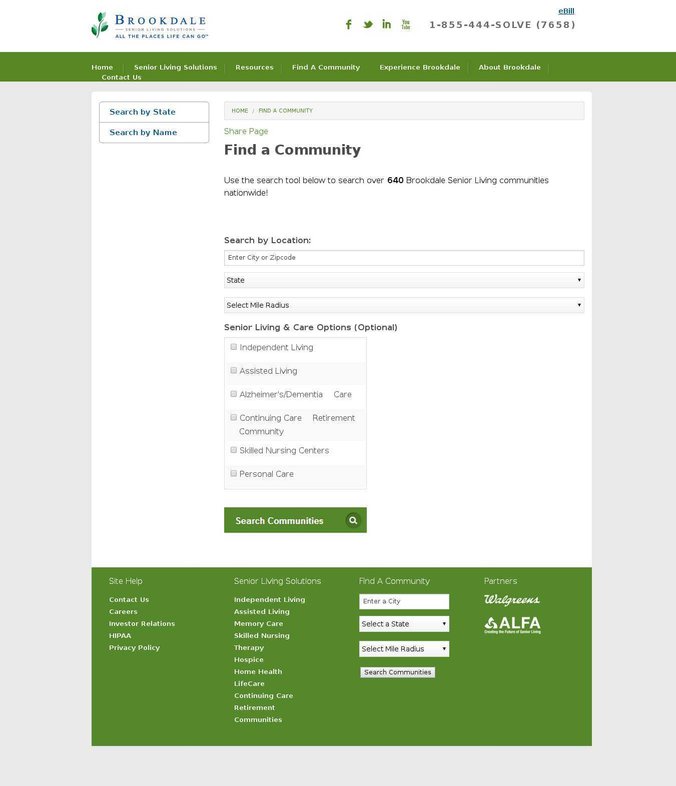 eBill
BROOKDALE
SENIOR LIVING SOLUTIONS
ALL THE PLACES LIFE CAN GO
You Tube
1-855-444-SOLVE (7658)
Home Senior Living Solutions Resources Find A Community Experience Brookdale About Brookdale
Contact Us
Search by State
Search by Name
HOME / FIND A COMMUNITY
Share Page
Find a Community
Use the search tool below to search over 640 Brookdale Senior Living communities
nationwide!
Search by Location:
Enter City or Zipcode
State
Select Mile Radius
Senior Living & Care Options (Optional)
Independent Living
Assisted Living
Alzheimer's/Dementia Care
Continuing Care Retirement
Community
Skilled Nursing Centers
Personal Care
Search Communities
Site Help
Contact Us
Careers
Investor Relations
HIPAA
Privacy Policy
Senior Living Solutions
Independent Living
Assisted Living
Memory Care
Skilled Nursing
Therapy
Hospice
Home Health
LifeCare
Continuing Care
Retirement
Communities
Find A Community
Enter a City
Select a State
Select Mile Radius
Search Communities
Partners
Walgreens
ALFA
Creating the Future of Senior Living